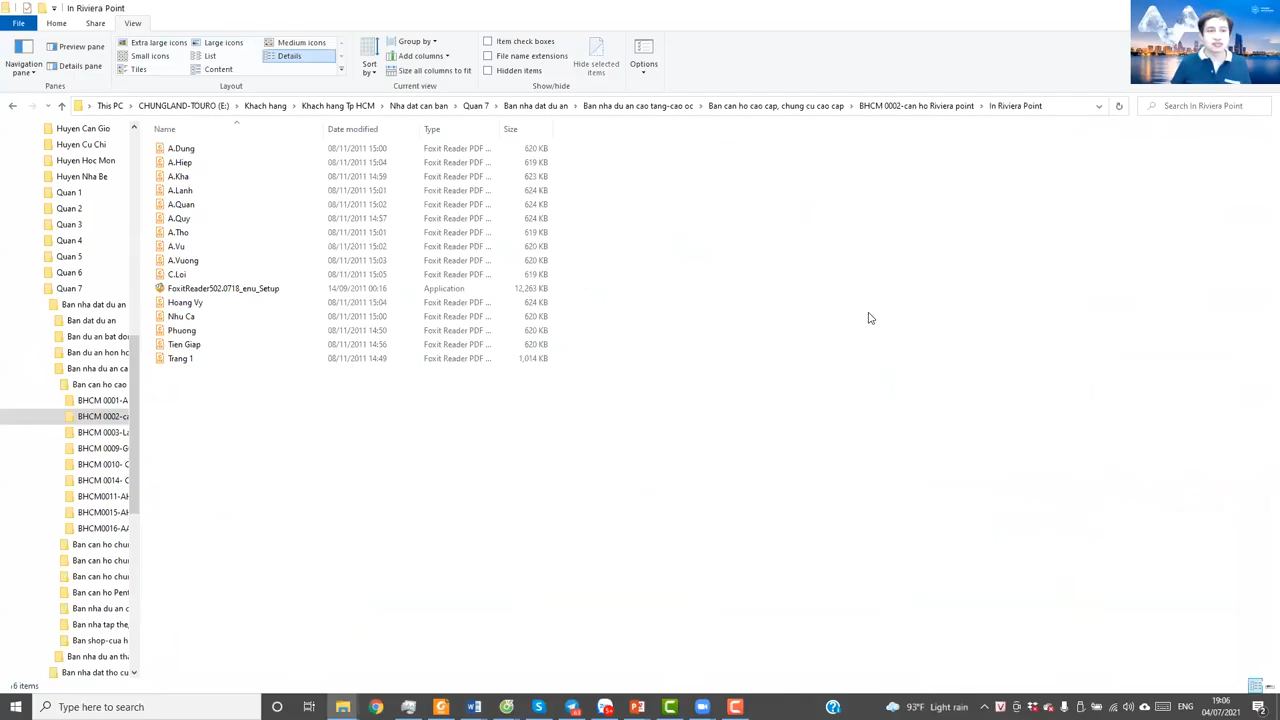 In Riviera Point
File Home Share View
Navigation pane
Preview pane
Details pane
Panes
Extra large icons Large icons Medium icons
Small icons List Details
Tiles Content
Layout
Sort by
Group by
Add columns
Size all columns to fit
Current view
Item check boxes
File name extensions
Hidden items
Hide selected items
Show/hide
Options
This PC CHUNGLAND-TOURO (E:) Khach hang Khach hang Tp HCM Nha dat can ban Quan 7 Ban nha dat du an Ban nha du an cao tang-cao oc Ban can ho cao cap, chung cu cao cap BHCM 0002-can ho Riviera point In Riviera Point
Search In Riviera Point
Huyen Can Gio
Huyen Cu Chi
Huyen Hoc Mon
Huyen Nha Be
Quan 1
Quan 2
Quan 3
Quan 4
Quan 5
Quan 6
Quan 7
Ban nha dat du an
Ban dat du an
Ban du an bat do
Ban du an hon ho
Ban nha du an ca
Ban can ho cao
BHCM 0001-A
BHCM 0002-ca
BHCM 0003-La
BHCM 0009-G
BHCM 0010- C
BHCM 0014- C
BHCM0011-AH
BHCM0015-AH
BHCM0016-AA
Ban can ho chu
Ban can ho chu
Ban can ho chu
Ban can ho Pent
Ban nha du an c
Ban nha tap the,
Ban shop-cua h
Ban nha du an tha
Ban nha dat tho cu
Name Date modified Type Size
A.Dung 08/11/2011 15:00 Foxit Reader PDF ... 620 KB
A.Hiep 08/11/2011 15:04 Foxit Reader PDF ... 619 KB
A.Kha 08/11/2011 14:59 Foxit Reader PDF ... 623 KB
A.Lanh 08/11/2011 15:01 Foxit Reader PDF ... 624 KB
A.Quan 08/11/2011 15:02 Foxit Reader PDF ... 624 KB
A.Quy 08/11/2011 14:57 Foxit Reader PDF ... 624 KB
A.Tho 08/11/2011 15:01 Foxit Reader PDF ... 619 KB
A.Vu 08/11/2011 15:02 Foxit Reader PDF ... 620 KB
A.Vuong 08/11/2011 15:03 Foxit Reader PDF ... 620 KB
C.Loi 08/11/2011 15:05 Foxit Reader PDF ... 619 KB
FoxitReader502.0718_enu_Setup 14/09/2011 00:16 Application 12,263 KB
Hoang Vy 08/11/2011 15:04 Foxit Reader PDF ... 624 KB
Nhu Ca 08/11/2011 15:00 Foxit Reader PDF ... 620 KB
Phuong 08/11/2011 14:50 Foxit Reader PDF ... 620 KB
Tien Giap 08/11/2011 14:56 Foxit Reader PDF ... 620 KB
Trang 1 08/11/2011 14:49 Foxit Reader PDF ... 1,014 KB
6 items
Type here to search
93°F Light rain
ENG
19:06
04/07/2021